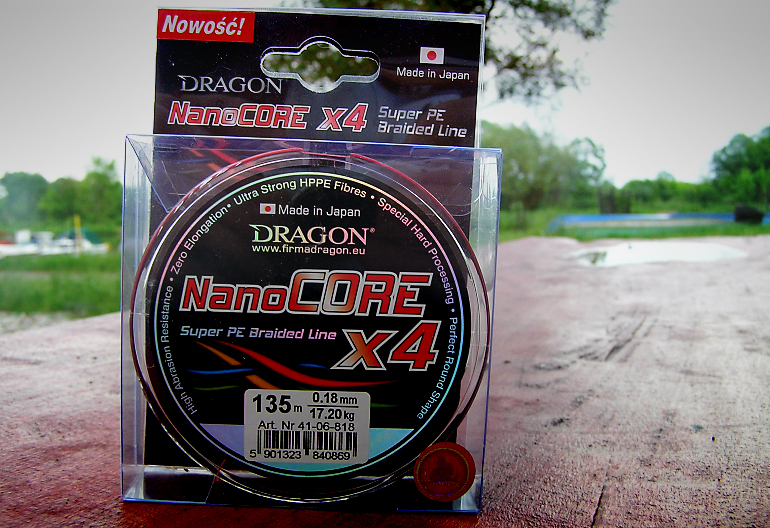 Nowość!
Made in Japan
DRAGON
NanoCORE x4 Super PE Braided Line
High Abrasion Resistance • Zero Elongation • Ultra Strong HPPE Fibres • Special Hard Processing • Perfect Round Shape
Made in Japan
DRAGON®
www.firmadragon.eu
NanoCORE
Super PE Braided Line
x4
135m 0.18mm
17.20kg
Art. Nr 41-06-818
5 901323 840869